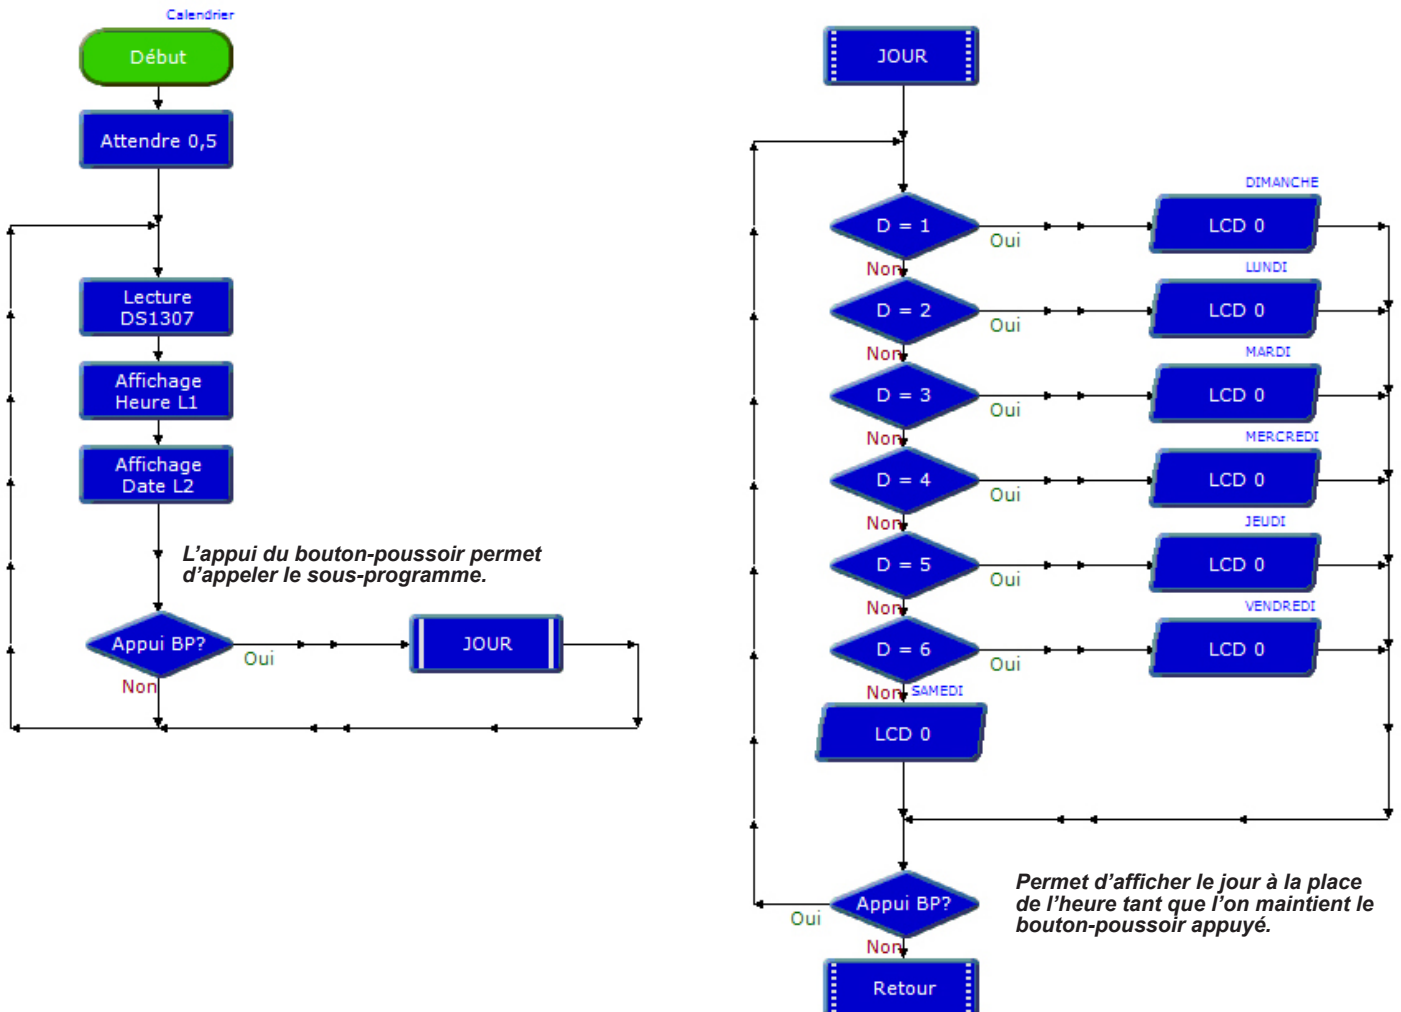 Calendrier
Début
Attendre 0,5
Lecture
DS1307
Affichage
Heure L1
Affichage
Date L2
L'appui du bouton-poussoir permet
d'appeler le sous-programme.
Appui BP?
Oui
JOUR
Non
JOUR
DIMANCHE
D = 1
Oui
LCD 0
Non
LUNDI
D = 2
Oui
LCD 0
Non
MARDI
D = 3
Oui
LCD 0
Non
MERCREDI
D = 4
Oui
LCD 0
Non
JEUDI
D = 5
Oui
LCD 0
Non
VENDREDI
D = 6
Oui
LCD 0
Non
SAMEDI
LCD 0
Appui BP?
Oui
Non
Permet d'afficher le jour à la place
de l'heure tant que l'on maintient le
bouton-poussoir appuyé.
Retour